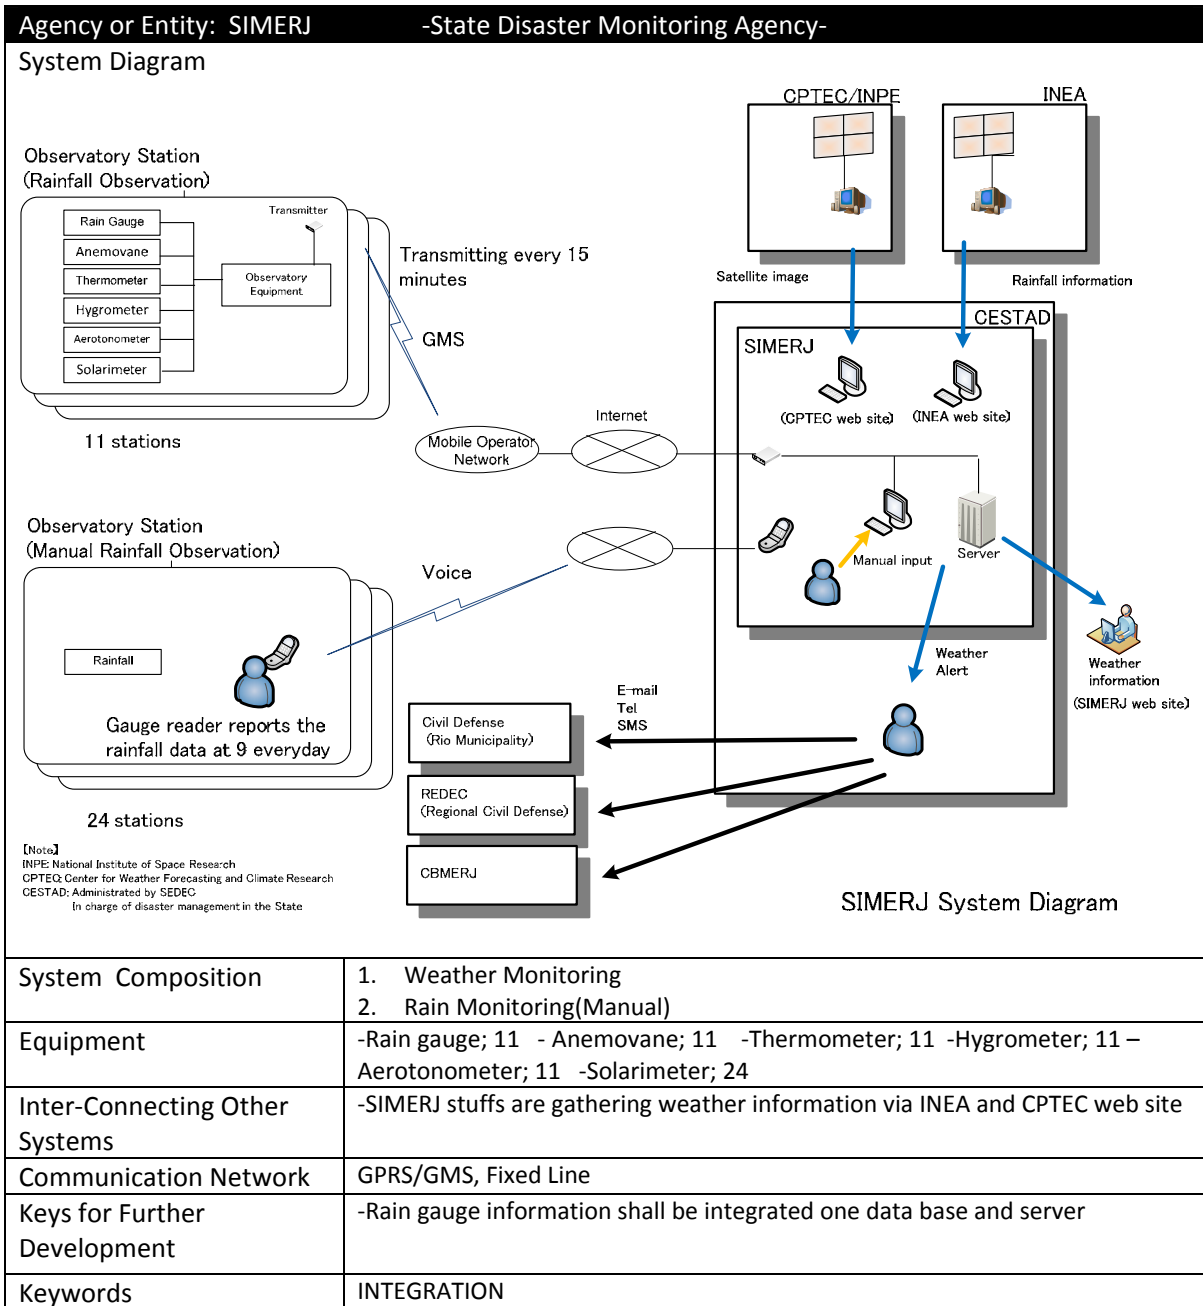 Agency or Entity: SIMERJ -State Disaster Monitoring Agency-
System Diagram
CPTEC/INPE
INEA
Observatory Station
(Rainfall Observation)
Rain Gauge
Anemovane
Thermometer
Hygrometer
Aerotonometer
Solarimeter
Transmitter
Observatory
Equipment
11 stations
Transmitting every 15
minutes
GMS
Mobile Operator
Network
Internet
Satellite image
Rainfall information
CESTAD
SIMERJ
(CPTEC web site)
(INEA web site)
Manual input
Server
Observatory Station
(Manual Rainfall Observation)
Voice
Rainfall
Gauge reader reports the
rainfall data at 9 everyday
24 stations
Weather
Alert
Weather
information
(SIMERJ web site)
E-mail
Tel
SMS
Civil Defense
(Rio Municipality)
REDEC
(Regional Civil Defense)
CBMERJ
【Note】
INPE: National Institute of Space Research
CPTEC: Center for Weather Forecasting and Climate Research
CESTAD: Administrated by SEDEC
In charge of disaster management in the State
SIMERJ System Diagram
System Composition
1. Weather Monitoring
2. Rain Monitoring(Manual)
Equipment
-Rain gauge; 11 - Anemovane; 11 -Thermometer; 11 -Hygrometer; 11 –
Aerotonometer; 11 -Solarimeter; 24
Inter-Connecting Other
Systems
-SIMERJ stuffs are gathering weather information via INEA and CPTEC web site
Communication Network
GPRS/GMS, Fixed Line
Keys for Further
Development
-Rain gauge information shall be integrated one data base and server
Keywords
INTEGRATION